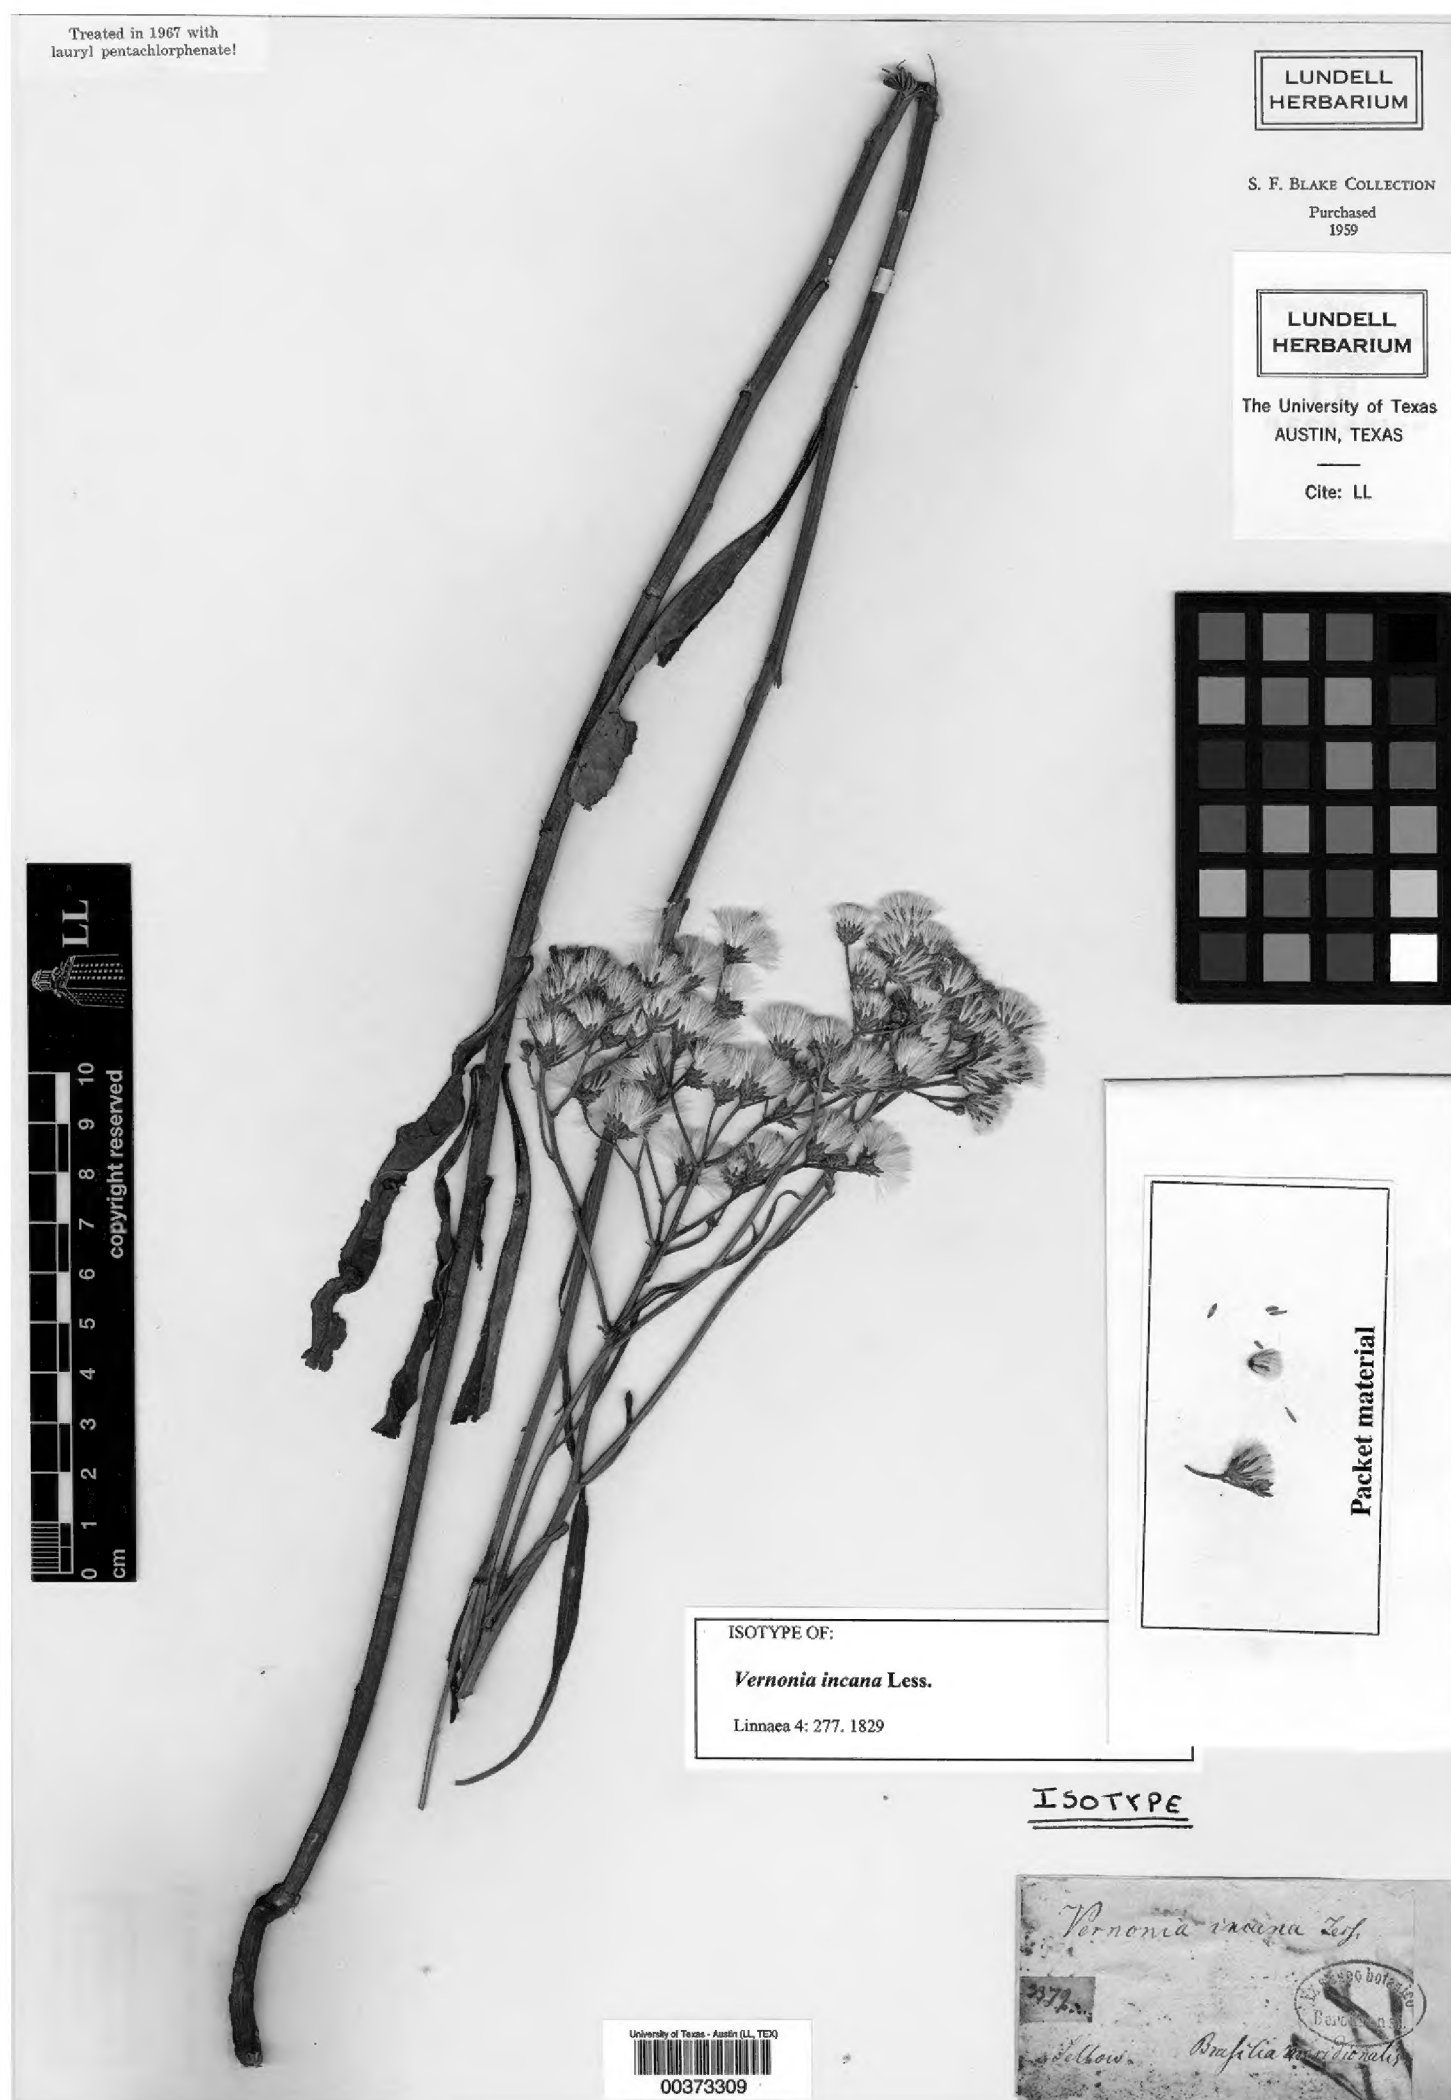 Treated in 1967 with
lauryl pentachlorphenate!
LUNDELL
HERBARIUM
S. F. BLAKE COLLECTION
Purchased
1959
LUNDELL
HERBARIUM
The University of Texas
AUSTIN, TEXAS
Cite: LL
LL
0 1 2 3 4 5 6 7 8 9 10
cm
copyright reserved
Packet material
ISOTYPE OF:
Vernonia incana Less.
Linnaea 4: 277. 1829
ISOTYPE
Vernonia incana Less.
botanico
Sellow.
Brasilia meridionalis
University of Texas - Austin (LL, TEX)
00373309